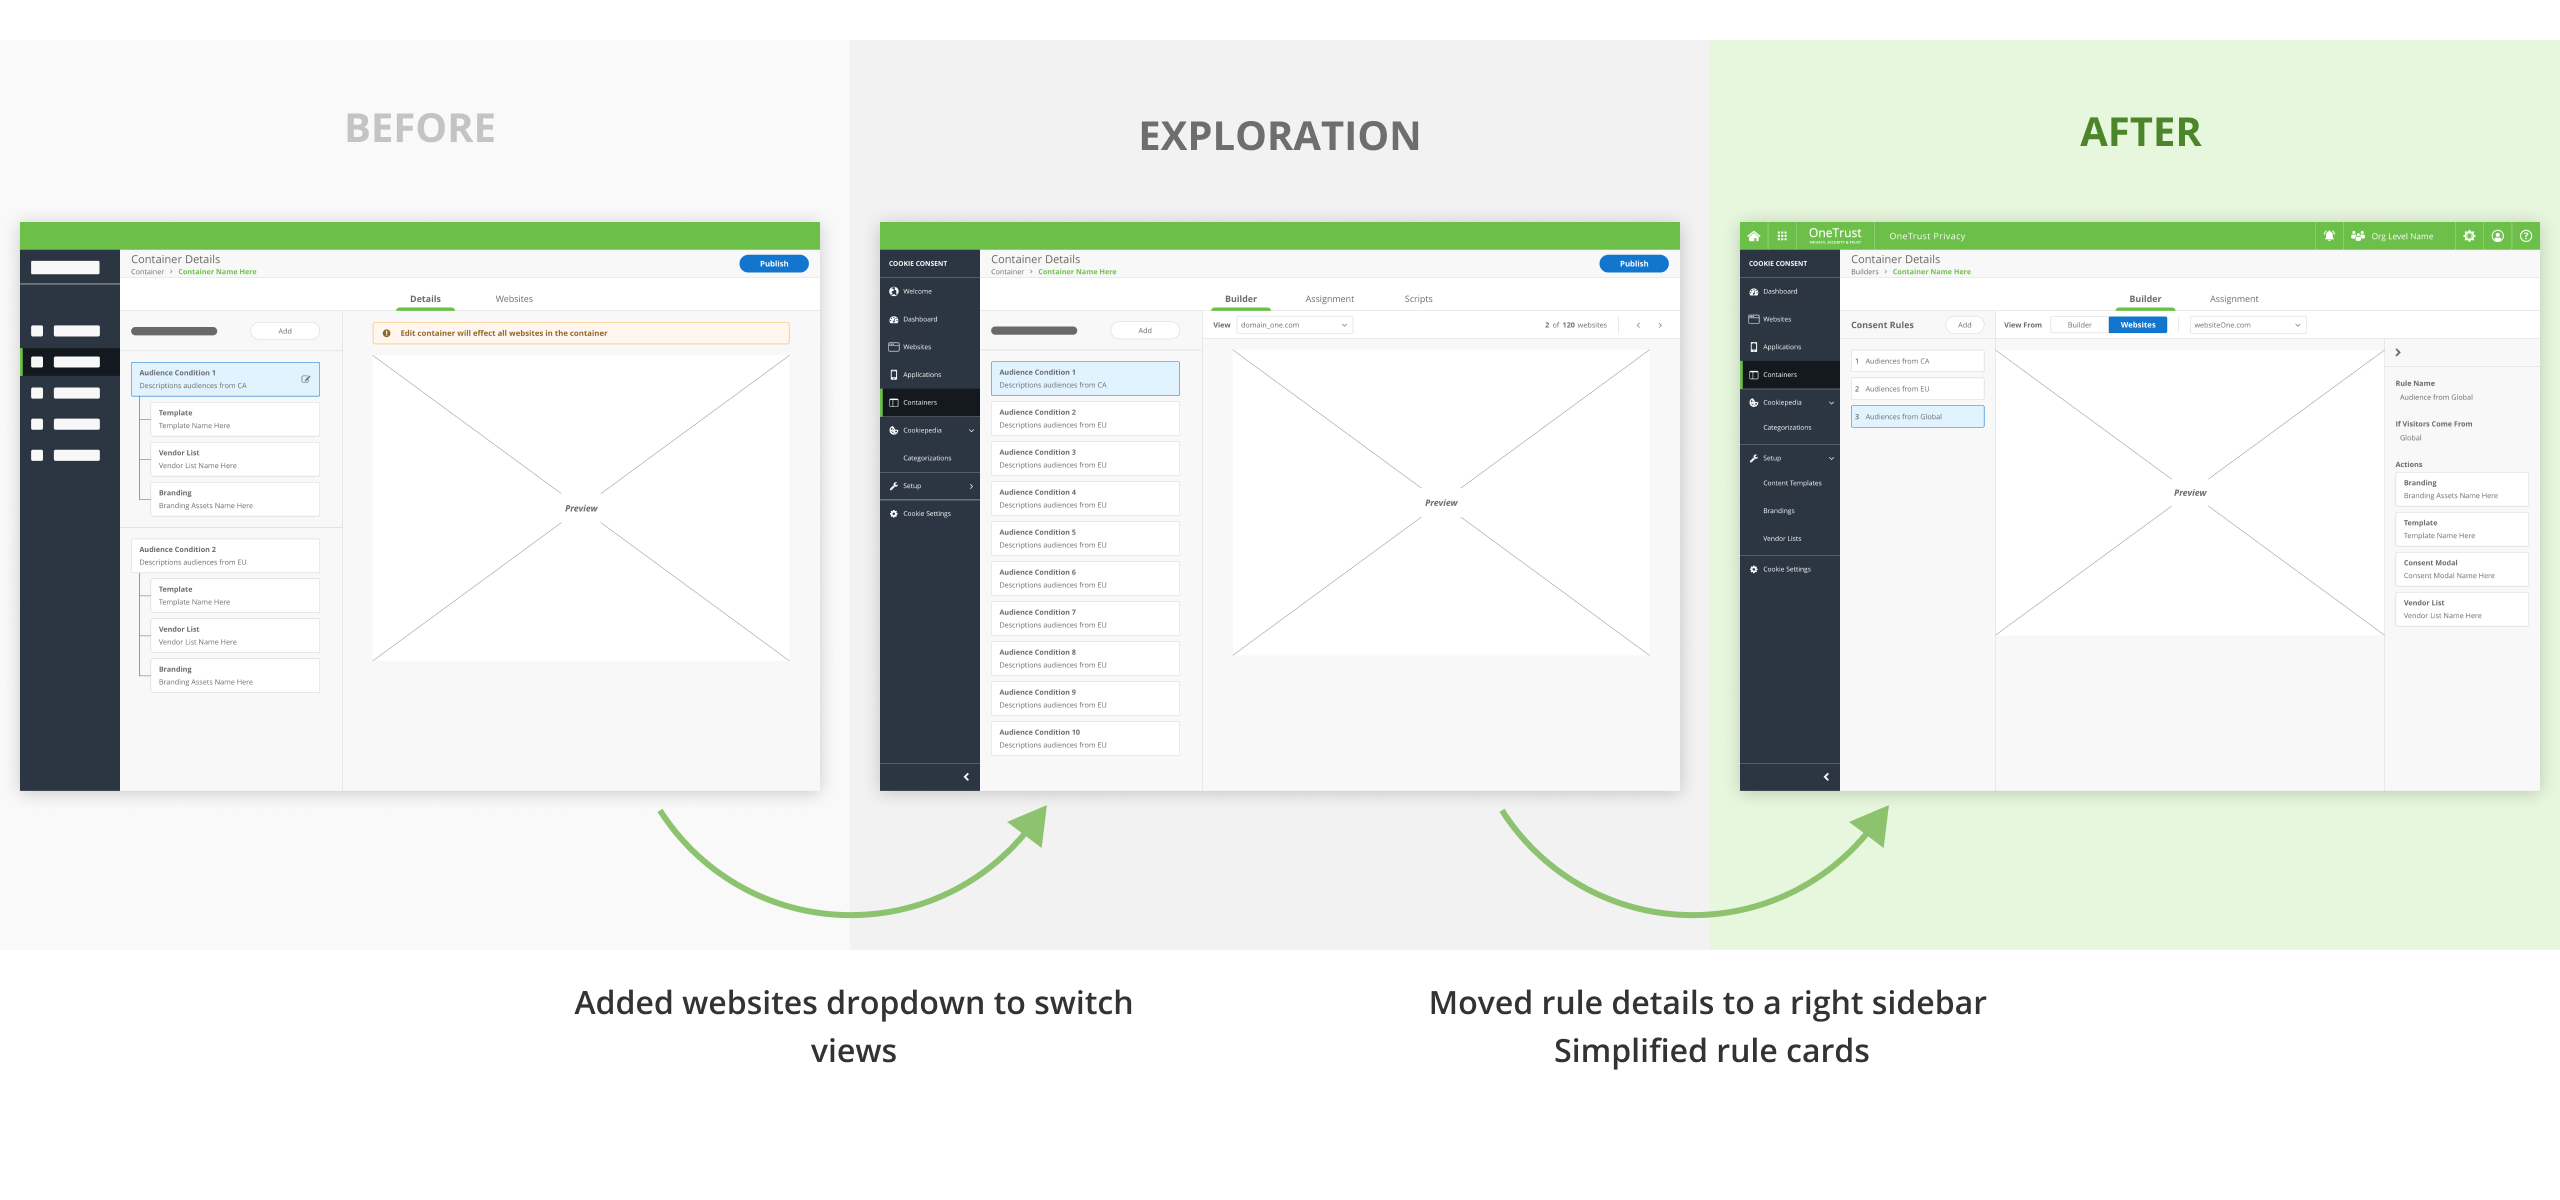 BEFORE
Container Details
Container > Container Name Here
Publish
Details
Websites
Add
Audience Condition 1
Descriptions audiences from CA
Template
Template Name Here
Vendor List
Vendor List Name Here
Branding
Branding Assets Name Here
Audience Condition 2
Descriptions audiences from EU
Template
Template Name Here
Vendor List
Vendor List Name Here
Branding
Branding Assets Name Here
Edit container will effect all websites in the container
Preview
EXPLORATION
COOKIE CONSENT
Welcome
Dashboard
Websites
Applications
Containers
Cookiepedia
Categorizations
Setup
Cookie Settings
Container Details
Container > Container Name Here
Publish
Builder
Assignment
Scripts
Add
Audience Condition 1
Descriptions audiences from CA
Audience Condition 2
Descriptions audiences from EU
Audience Condition 3
Descriptions audiences from EU
Audience Condition 4
Descriptions audiences from EU
Audience Condition 5
Descriptions audiences from EU
Audience Condition 6
Descriptions audiences from EU
Audience Condition 7
Descriptions audiences from EU
Audience Condition 8
Descriptions audiences from EU
Audience Condition 9
Descriptions audiences from EU
Audience Condition 10
Descriptions audiences from EU
View
domain_one.com
2 of 120 websites
Preview
AFTER
OneTrust
PRIVACY, SECURITY & TRUST
OneTrust Privacy
Org Level Name
COOKIE CONSENT
Dashboard
Websites
Applications
Containers
Cookiepedia
Categorizations
Setup
Content Templates
Brandings
Vendor Lists
Cookie Settings
Container Details
Builders > Container Name Here
Builder
Assignment
Consent Rules
Add
1 Audiences from CA
2 Audiences from EU
3 Audiences from Global
View From
Builder
Websites
websiteOne.com
Preview
Rule Name
Audience from Global
If Visitors Come From
Global
Actions
Branding
Branding Assets Name Here
Template
Template Name Here
Consent Modal
Consent Modal Name Here
Vendor List
Vendor List Name Here
Added websites dropdown to switch
views
Moved rule details to a right sidebar
Simplified rule cards